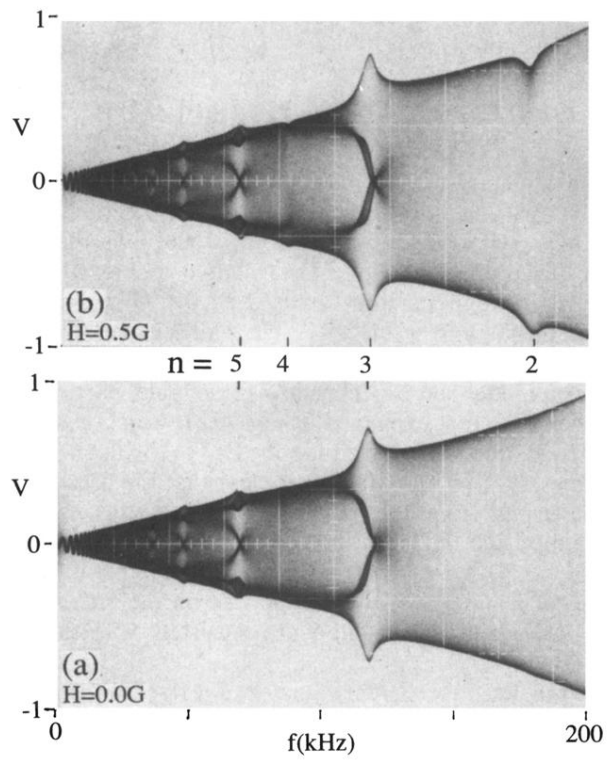 1-
V
0-
(b)
H=0.5G
-1-
n = 5 4 3 2
1-
V
0-
(a)
H=0.0G
-1-
0 200
f(kHz)